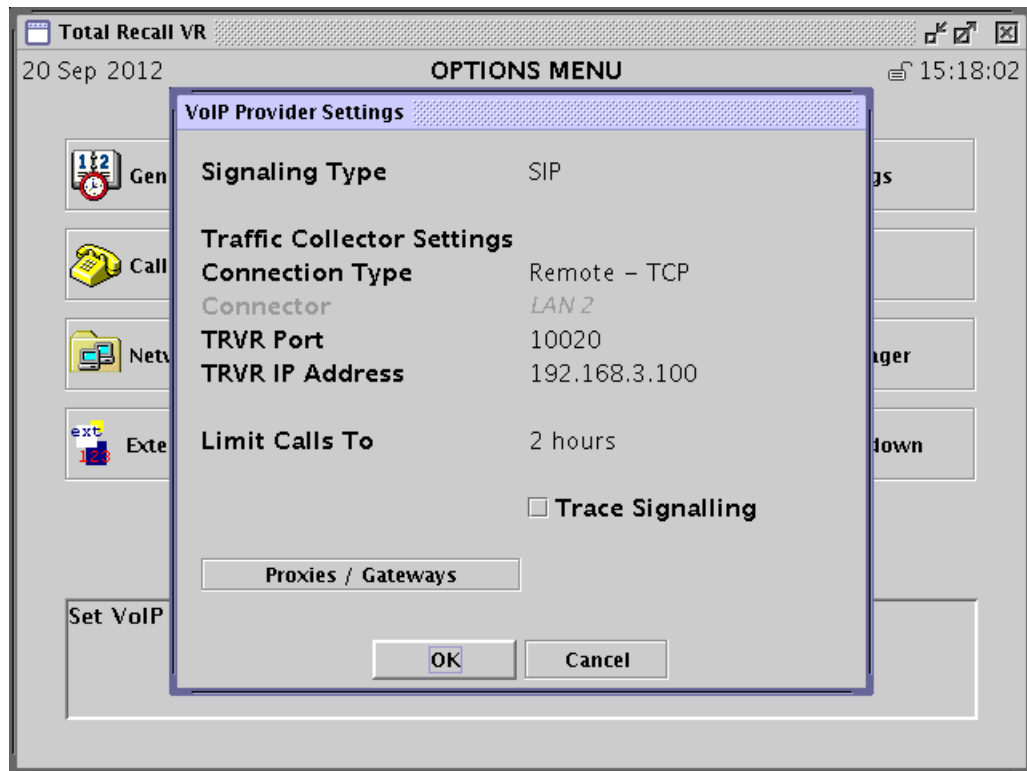 Total Recall VR
20 Sep 2012 OPTIONS MENU 15:18:02
VoIP Provider Settings
1 2
Gen
Signaling Type SIP
gs
Traffic Collector Settings
Call
Connection Type Remote – TCP
Connector LAN 2
TRVR Port 10020
Netv
TRVR IP Address 192.168.3.100
ager
ext
123
Exte
Limit Calls To 2 hours
down
Trace Signalling
Proxies / Gateways
Set VoIP
OK Cancel